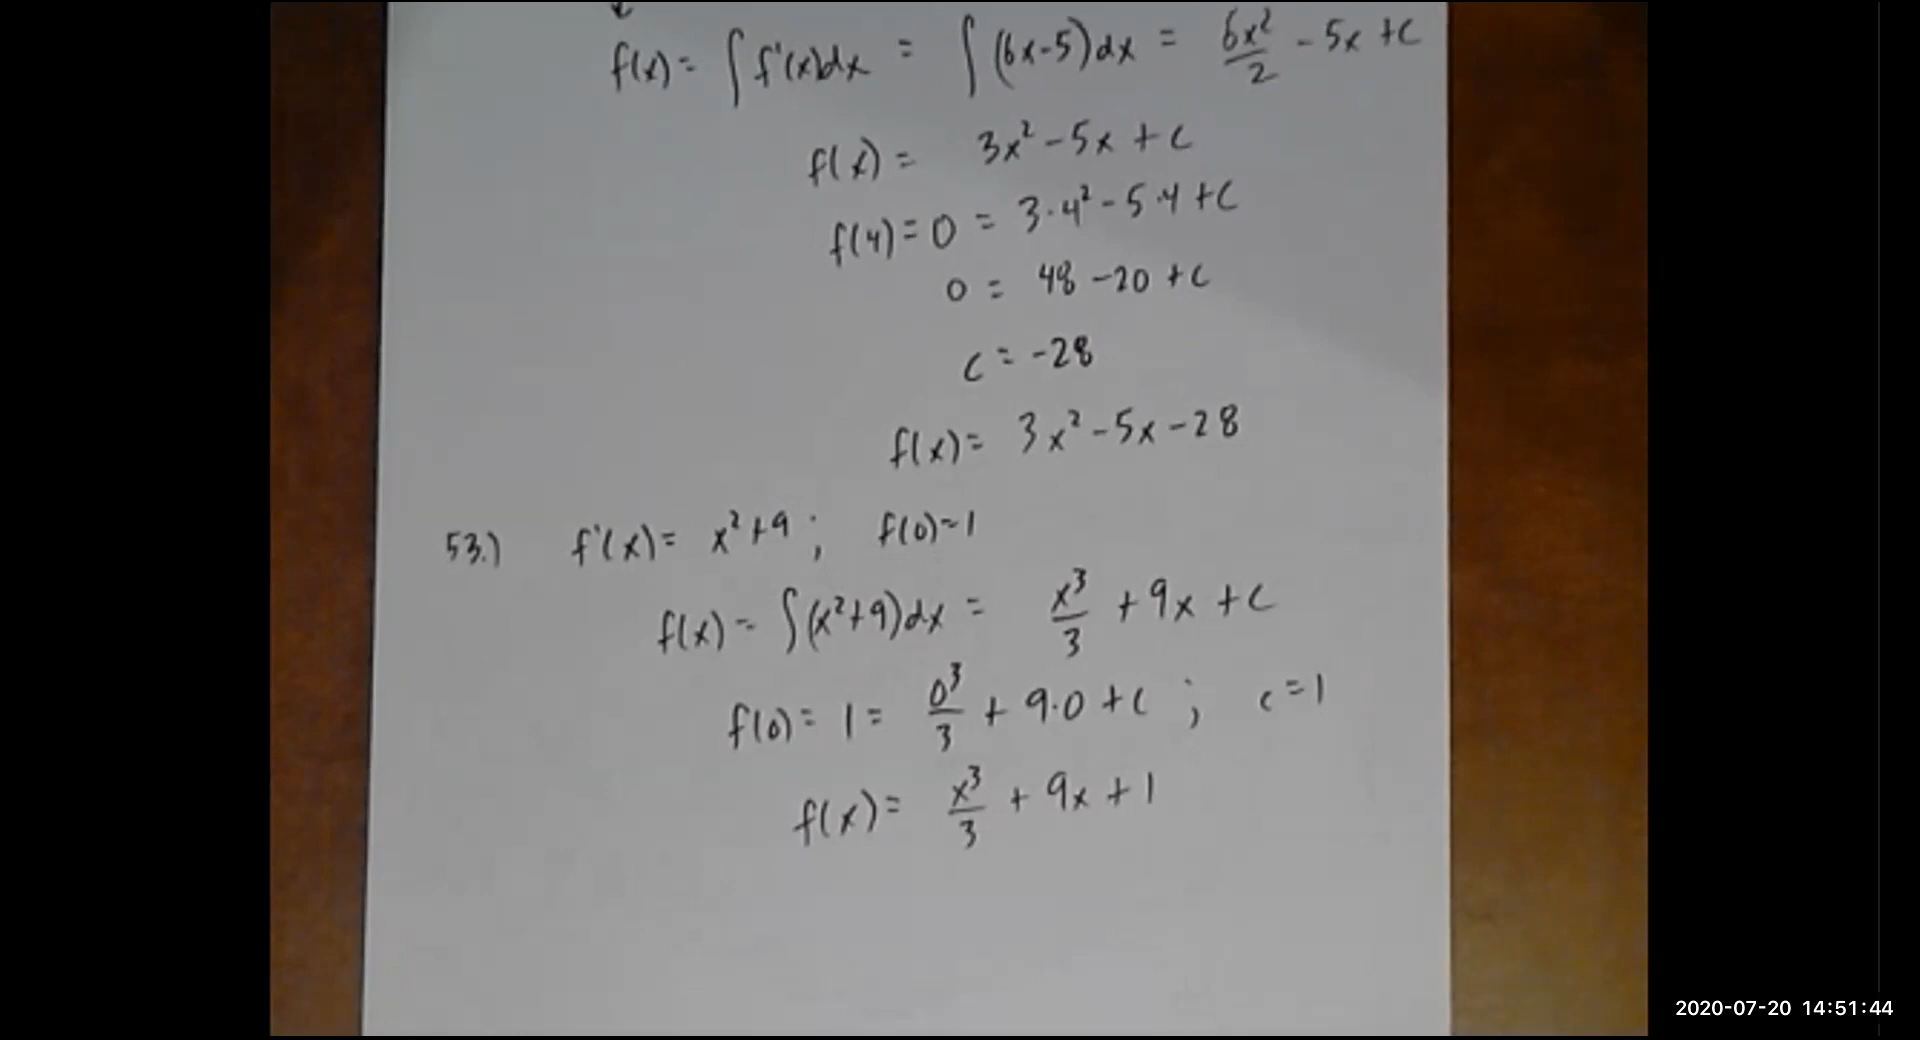 f(x) = ∫ f'(x)dx = ∫ (6x-5)dx = 6x²/2 - 5x + C
f(x) = 3x² - 5x + C
f(4) = 0 = 3·4² - 5·4 + C
0 = 48 - 20 + C
C = -28
f(x) = 3x² - 5x - 28
53.) f'(x) = x² + 9 ; f(0) = 1
f(x) = ∫ (x² + 9)dx = x³/3 + 9x + C
f(0) = 1 = 0³/3 + 9·0 + C ; C = 1
f(x) = x³/3 + 9x + 1
2020-07-20 14:51:44